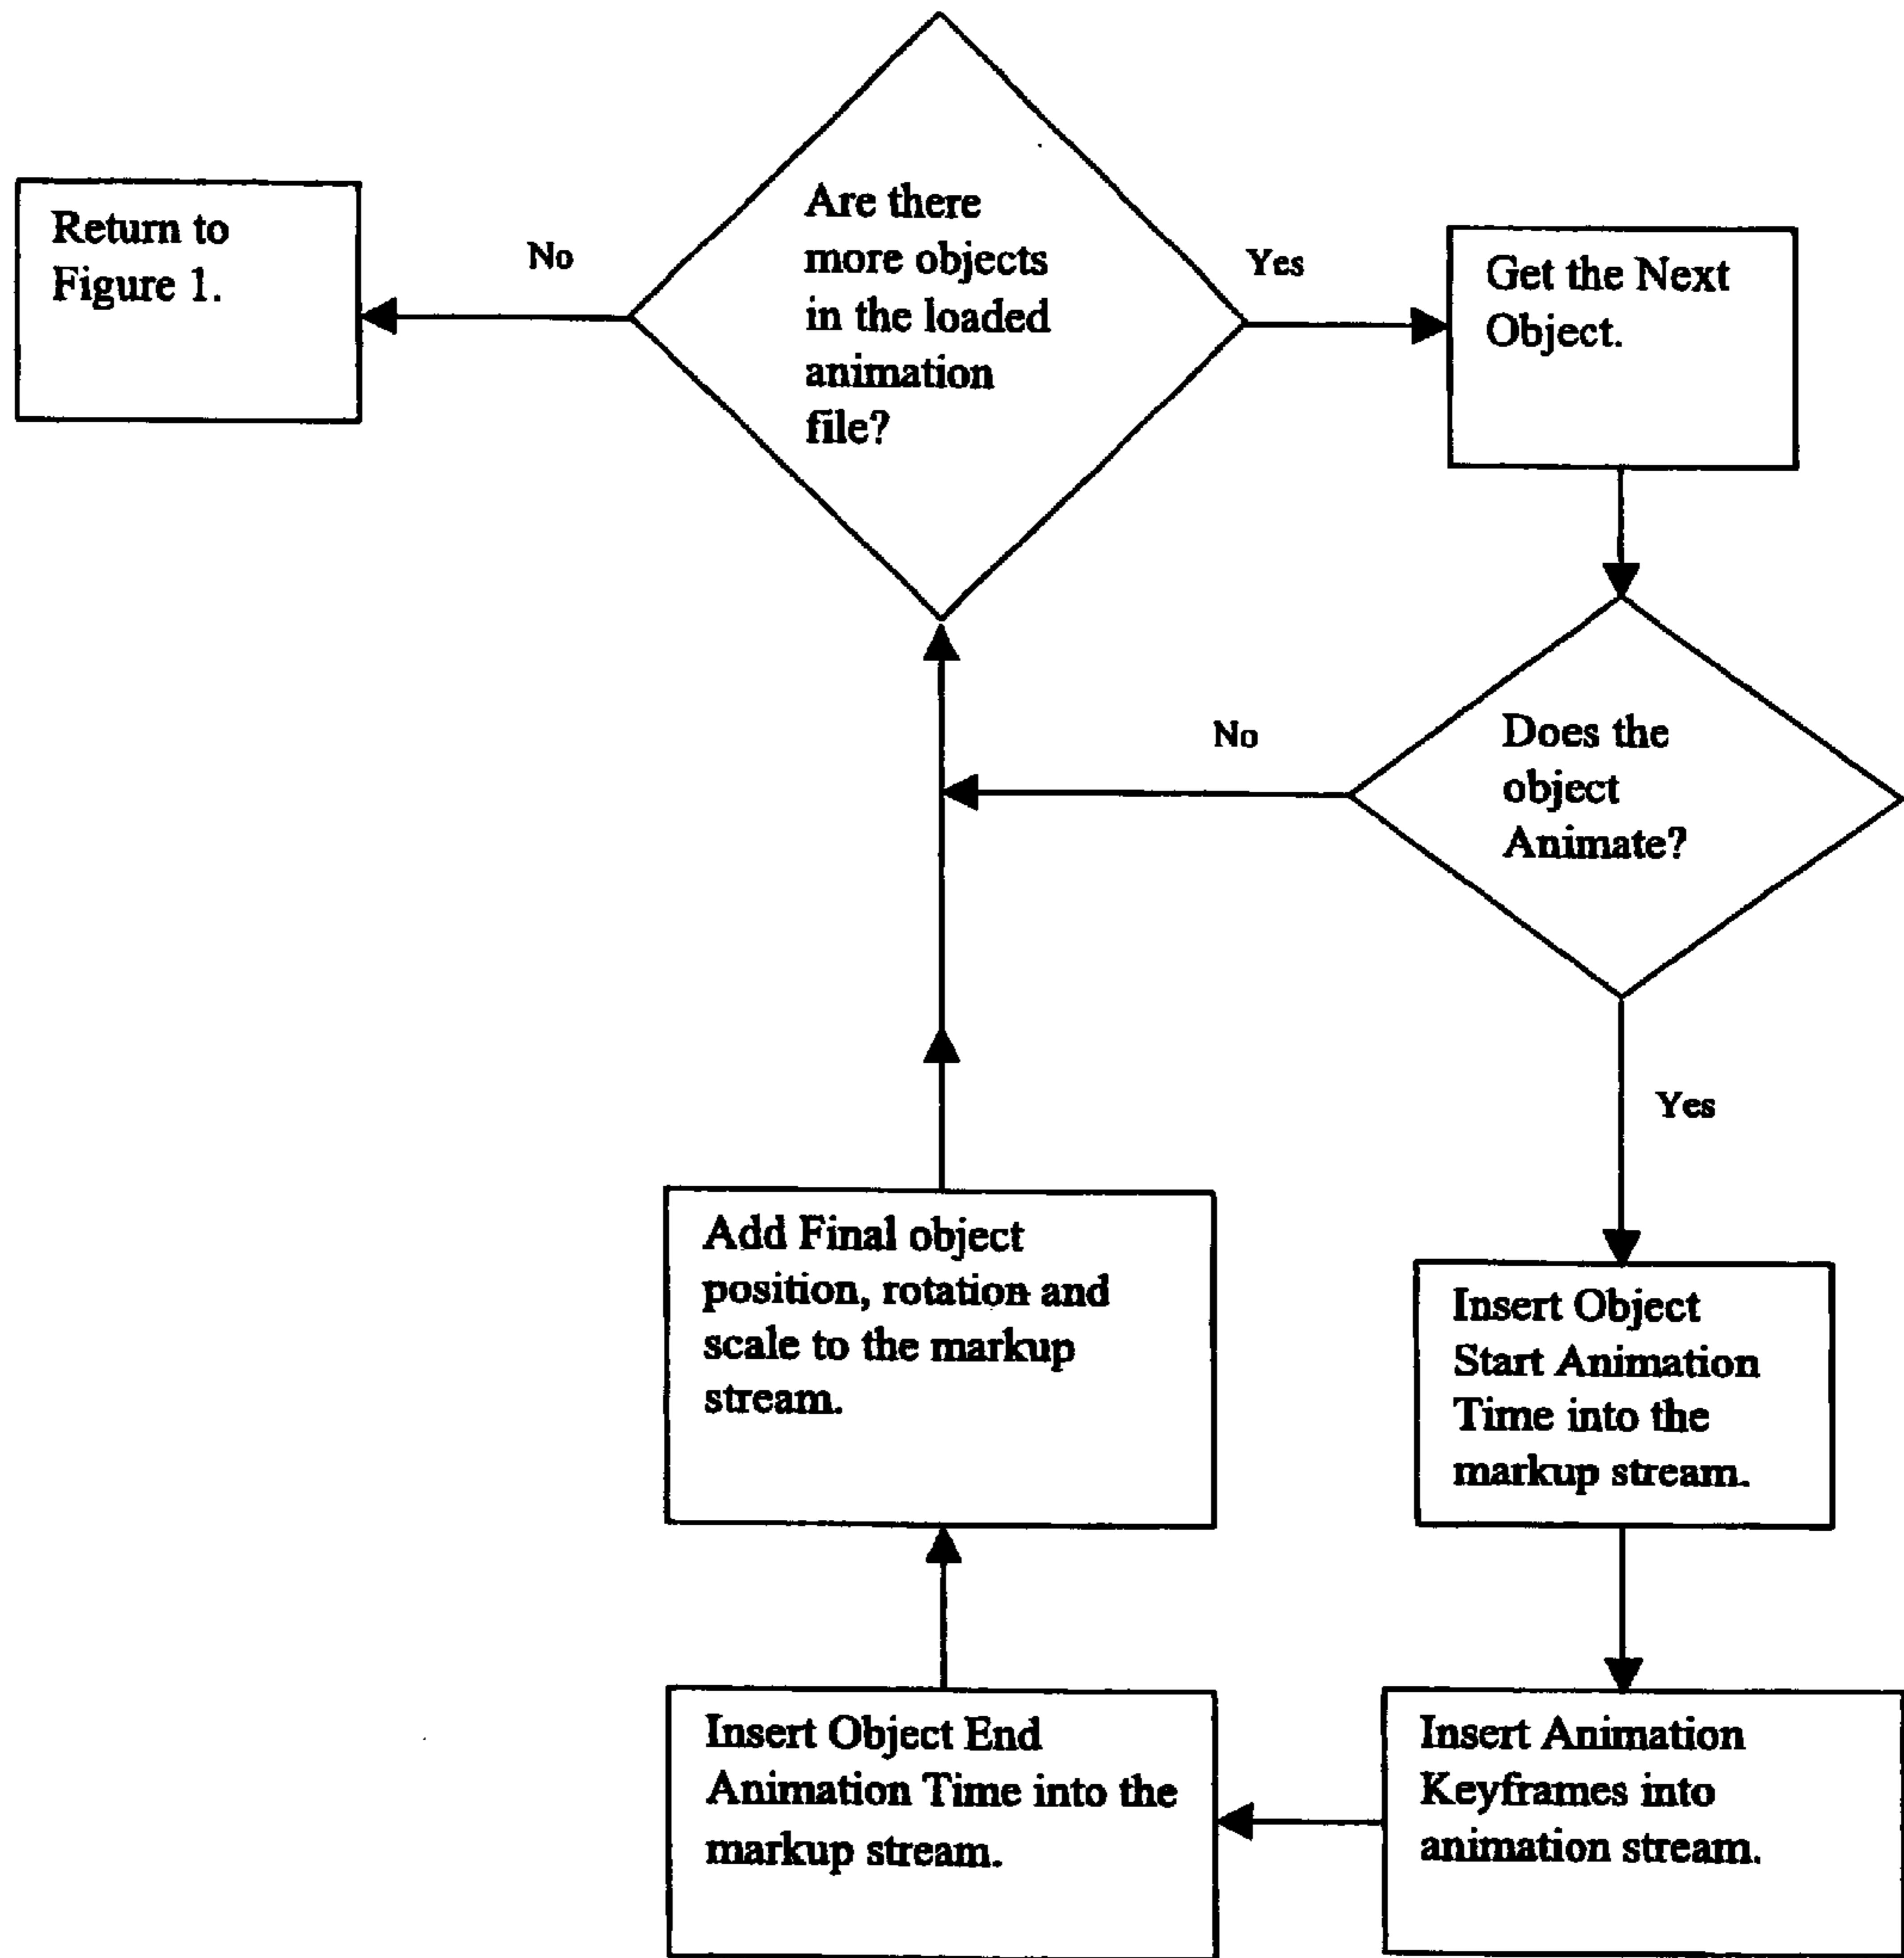 Are there
more objects
in the loaded
animation
file?
No
Return to
Figure 1.
Yes
Get the Next
Object.
Does the
object
Animate?
No
Yes
Insert Object
Start Animation
Time into the
markup stream.
Insert Animation
Keyframes into
animation stream.
Insert Object End
Animation Time into the
markup stream.
Add Final object
position, rotation and
scale to the markup
stream.